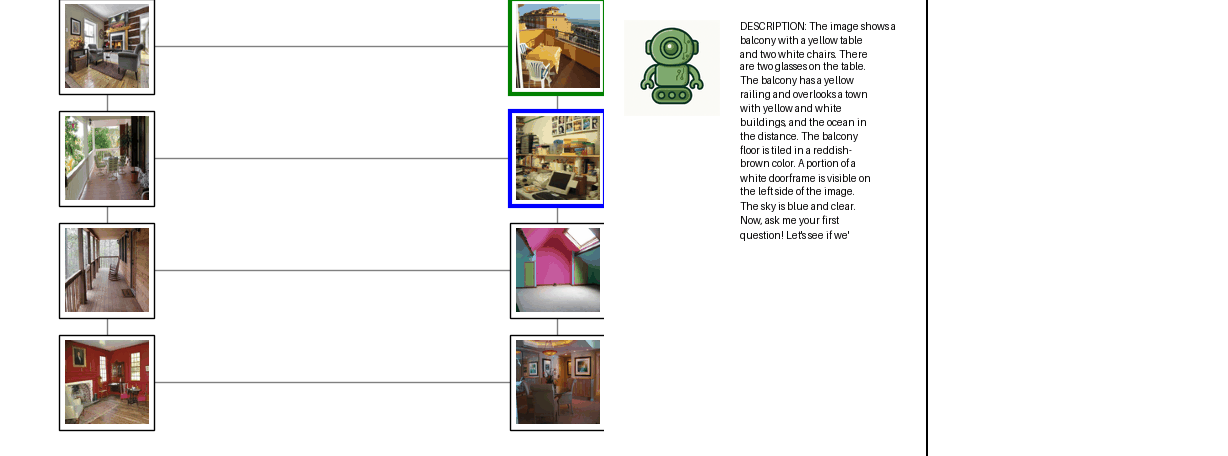 DESCRIPTION: The image shows a
balcony with a yellow table
and two white chairs. There
are two glasses on the table.
The balcony has a yellow
railing and overlooks a town
with yellow and white
buildings, and the ocean in
the distance. The balcony
floor is tiled in a reddish-
brown color. A portion of a
white doorframe is visible on
the left side of the image.
The sky is blue and clear.
Now, ask me your first
question! Let's see if we'